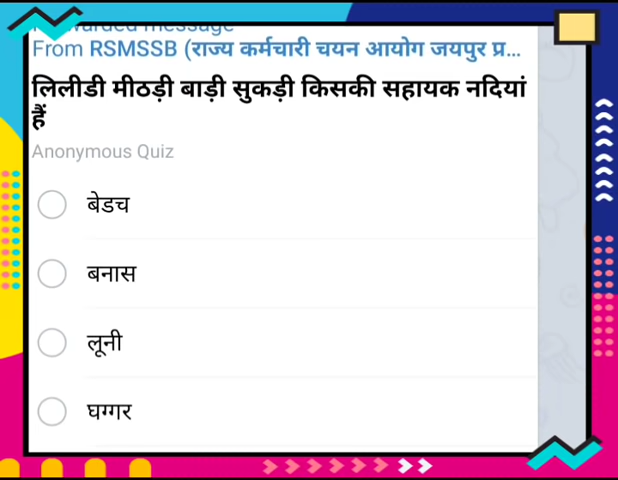 From RSMSSB (राज्य कर्मचारी चयन आयोग जयपुर प्र...
लिलीडी मीठड़ी बाड़ी सुकड़ी किसकी सहायक नदियां
हैं
Anonymous Quiz
बेडच
बनास
लूनी
घग्गर